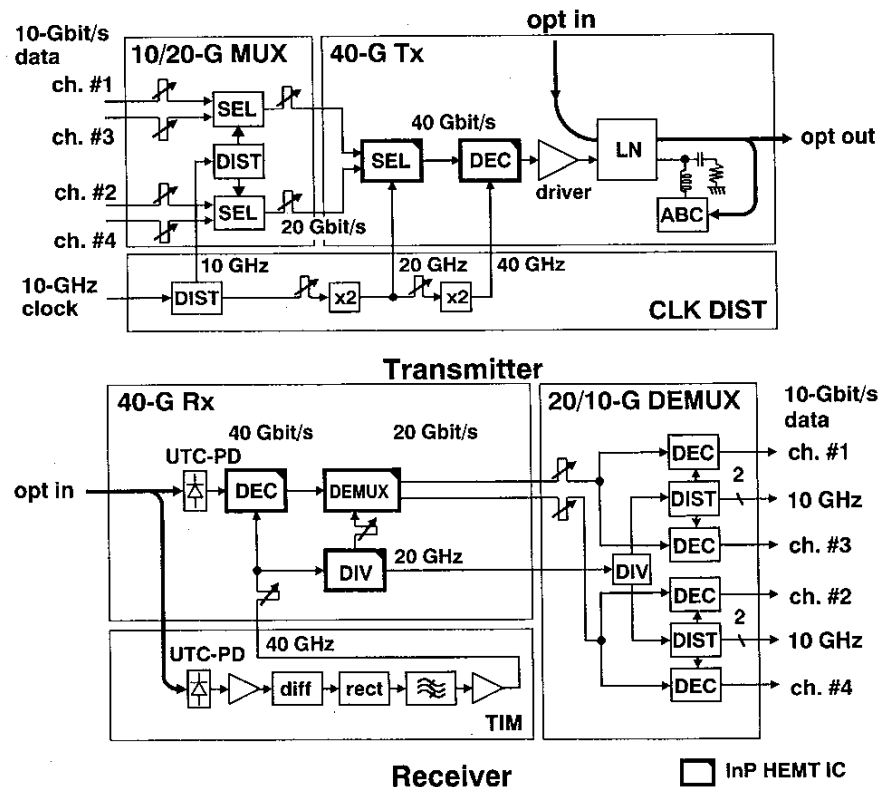 opt in
10-Gbit/s
data
10/20-G MUX
40-G Tx
ch. #1
SEL
ch. #3
40 Gbit/s
opt out
DIST
SEL
DEC
LN
driver
ch. #2
SEL
ABC
ch. #4
20 Gbit/s
10 GHz
20 GHz
40 GHz
10-GHz
clock
DIST
x2
x2
CLK DIST
Transmitter
40-G Rx
20/10-G DEMUX
10-Gbit/s
data
40 Gbit/s
20 Gbit/s
UTC-PD
DEC
ch. #1
opt in
DEC
DEMUX
2
DIST
10 GHz
20 GHz
DEC
ch. #3
DIV
DIV
DEC
ch. #2
2
40 GHz
DIST
10 GHz
UTC-PD
diff
rect
DEC
ch. #4
TIM
Receiver
InP HEMT IC